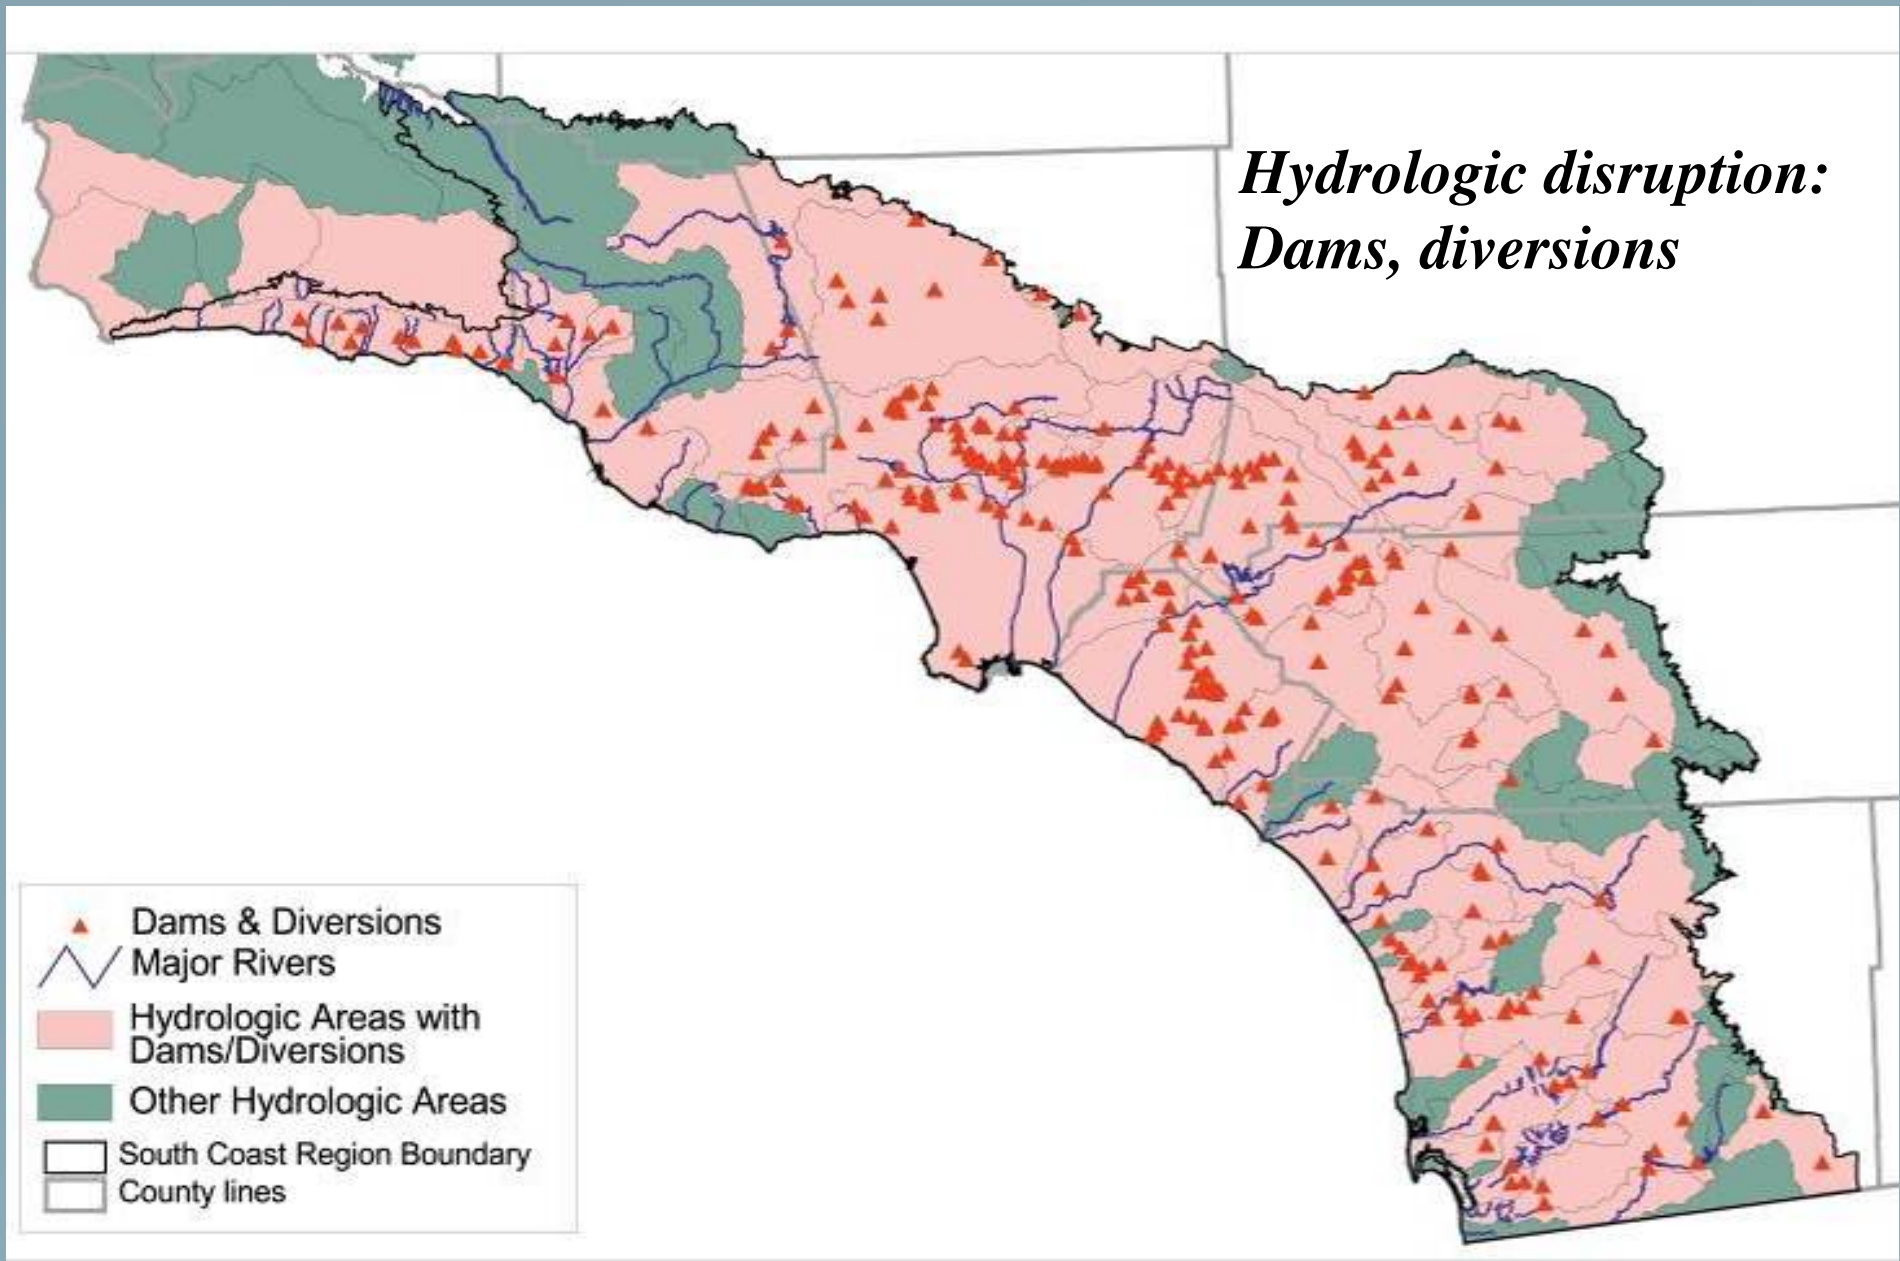 Hydrologic disruption:
Dams, diversions
Dams & Diversions
Major Rivers
Hydrologic Areas with
Dams/Diversions
Other Hydrologic Areas
South Coast Region Boundary
County lines